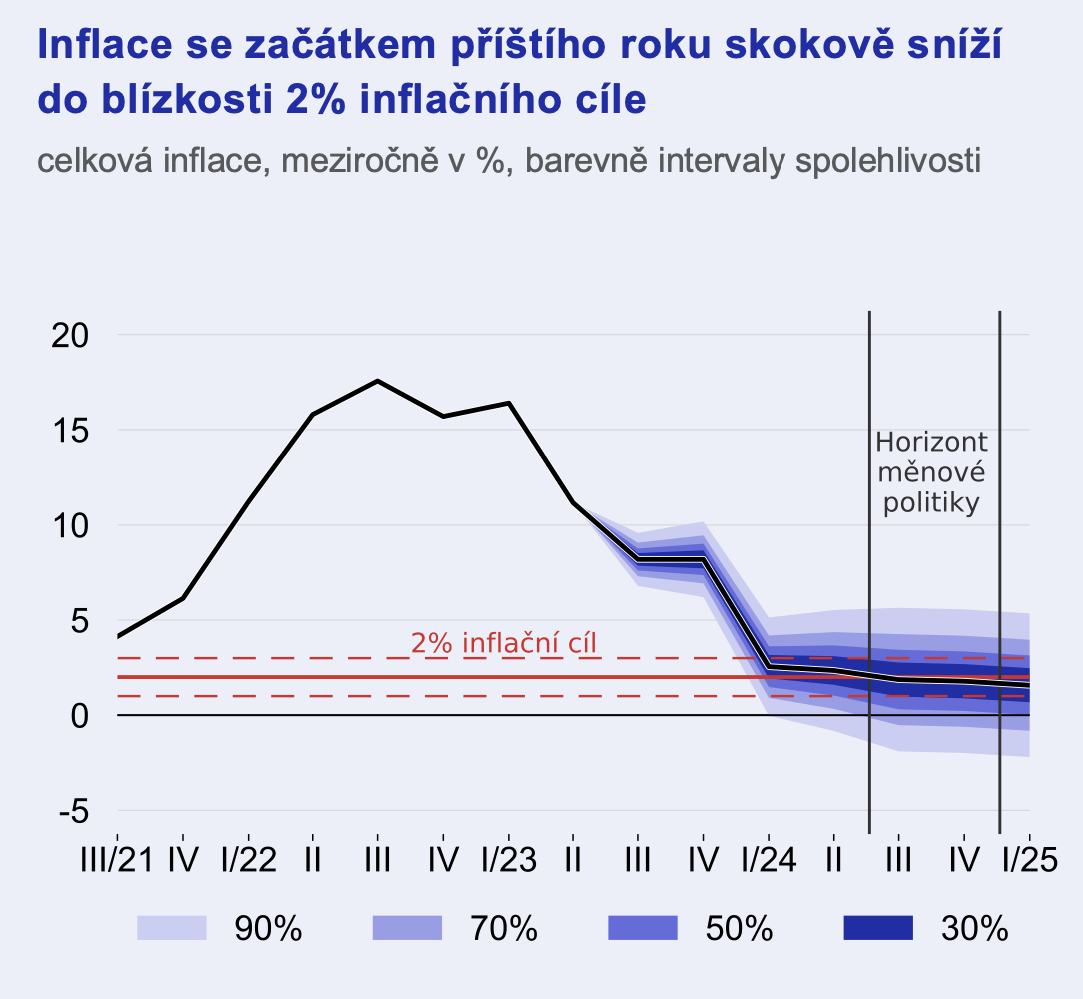 Inflace se začátkem příštího roku skokově sníží
do blízkosti 2% inflačního cíle
celková inflace, meziročně v %, barevně intervaly spolehlivosti
20
15
10
5
0
-5
Horizont
měnové
politiky
2% inflační cíl
III/21 IV I/22 II III IV I/23 II III IV I/24 II III IV I/25
90% 70% 50% 30%